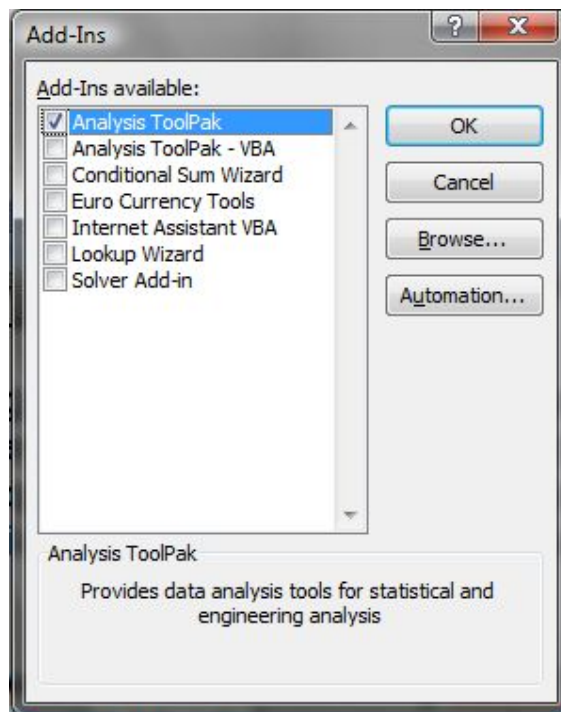 Add-Ins
?
X
Add-Ins available:
Analysis ToolPak
Analysis ToolPak - VBA
Conditional Sum Wizard
Euro Currency Tools
Internet Assistant VBA
Lookup Wizard
Solver Add-in
OK
Cancel
Browse...
Automation...
Analysis ToolPak
Provides data analysis tools for statistical and
engineering analysis